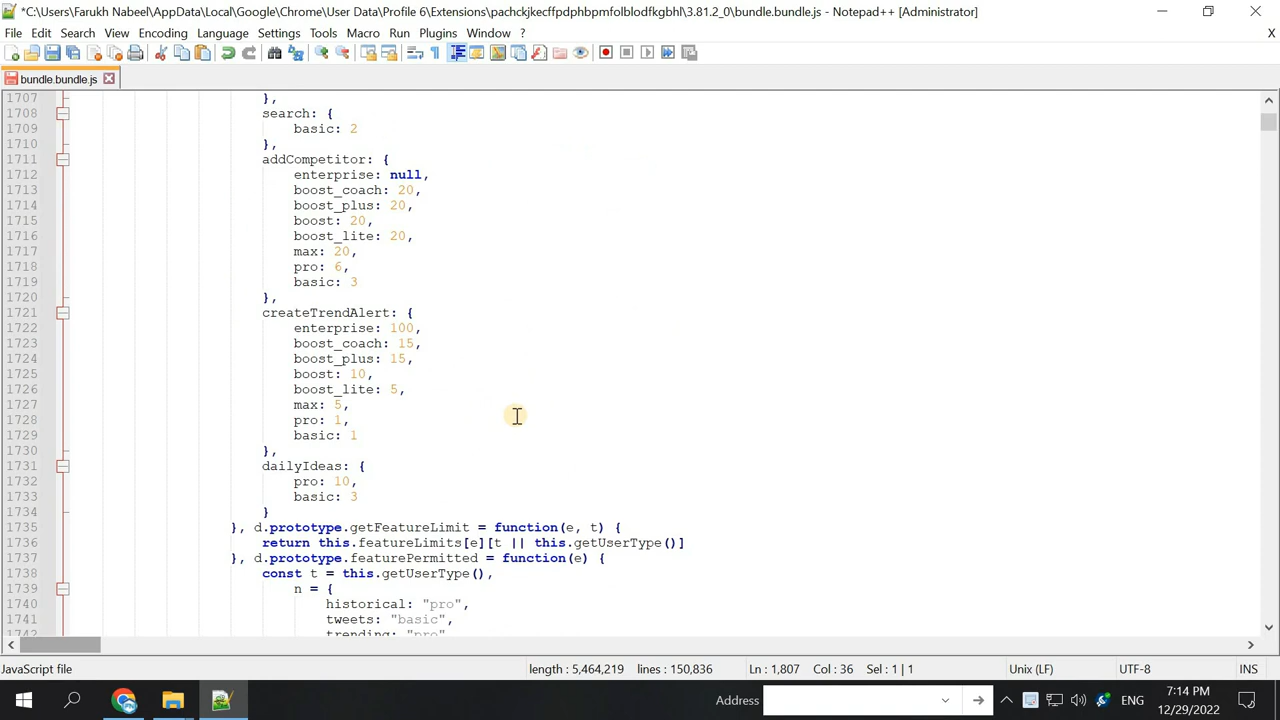 *C:\Users\Farukh Nabeel\AppData\Local\Google\Chrome\User Data\Profile 6\Extensions\pachckjkecffpdphbpmfolblodfkgbhl\3.81.2_0\bundle.bundle.js - Notepad++ [Administrator]
File Edit Search View Encoding Language Settings Tools Macro Run Plugins Window ? X
bundle.bundle.js
1707 },
1708 search: {
1709 basic: 2
1710 },
1711 addCompetitor: {
1712 enterprise: null,
1713 boost_coach: 20,
1714 boost_plus: 20,
1715 boost: 20,
1716 boost_lite: 20,
1717 max: 20,
1718 pro: 6,
1719 basic: 3
1720 },
1721 createTrendAlert: {
1722 enterprise: 100,
1723 boost_coach: 15,
1724 boost_plus: 15,
1725 boost: 10,
1726 boost_lite: 5,
1727 max: 5,
1728 pro: 1,
1729 basic: 1
1730 },
1731 dailyIdeas: {
1732 pro: 10,
1733 basic: 3
1734 }
1735 }, d.prototype.getFeatureLimit = function(e, t) {
1736 return this.featureLimits[e][t || this.getUserType()]
1737 }, d.prototype.featurePermitted = function(e) {
1738 const t = this.getUserType(),
1739 n = {
1740 historical: "pro",
1741 tweets: "basic",
1742 trending: "pro"
JavaScript file length : 5,464,219 lines : 150,836 Ln : 1,807 Col : 36 Sel : 1 | 1 Unix (LF) UTF-8 INS
Address ENG 7:14 PM
12/29/2022